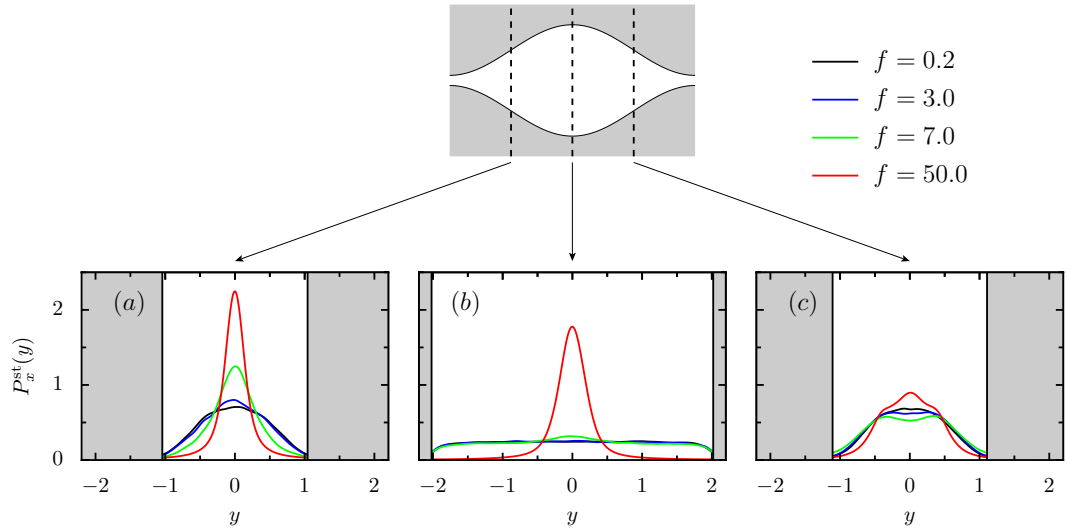 f = 0.2
f = 3.0
f = 7.0
f = 50.0
P_x^st(y)
2
1
0
(a)
(b)
(c)
−2 −1 0 1 2
−2 −1 0 1 2
−2 −1 0 1 2
y
y
y